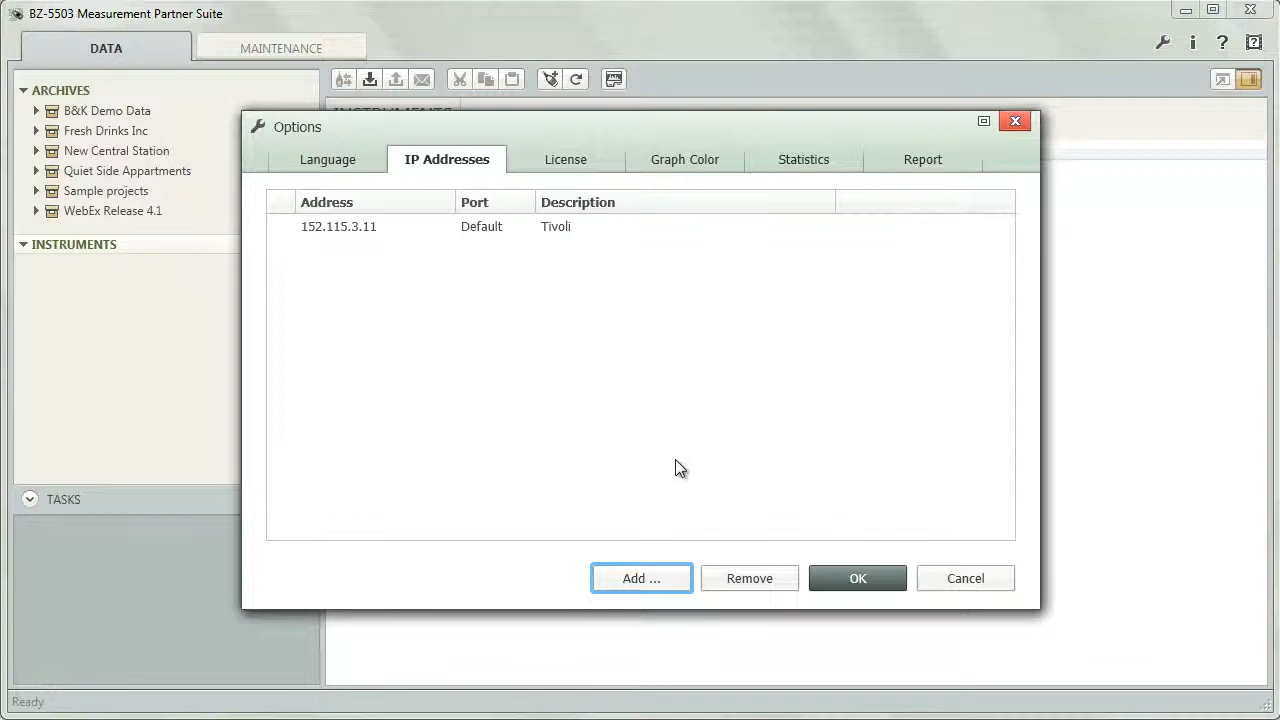 BZ-5503 Measurement Partner Suite
DATA
MAINTENANCE
ARCHIVES
B&K Demo Data
Fresh Drinks Inc
New Central Station
Quiet Side Appartments
Sample projects
WebEx Release 4.1
INSTRUMENTS
TASKS
INSTRUMENTS
Options
Language
IP Addresses
License
Graph Color
Statistics
Report
Address Port Description
152.115.3.11 Default Tivoli
Add ...
Remove
OK
Cancel
Ready